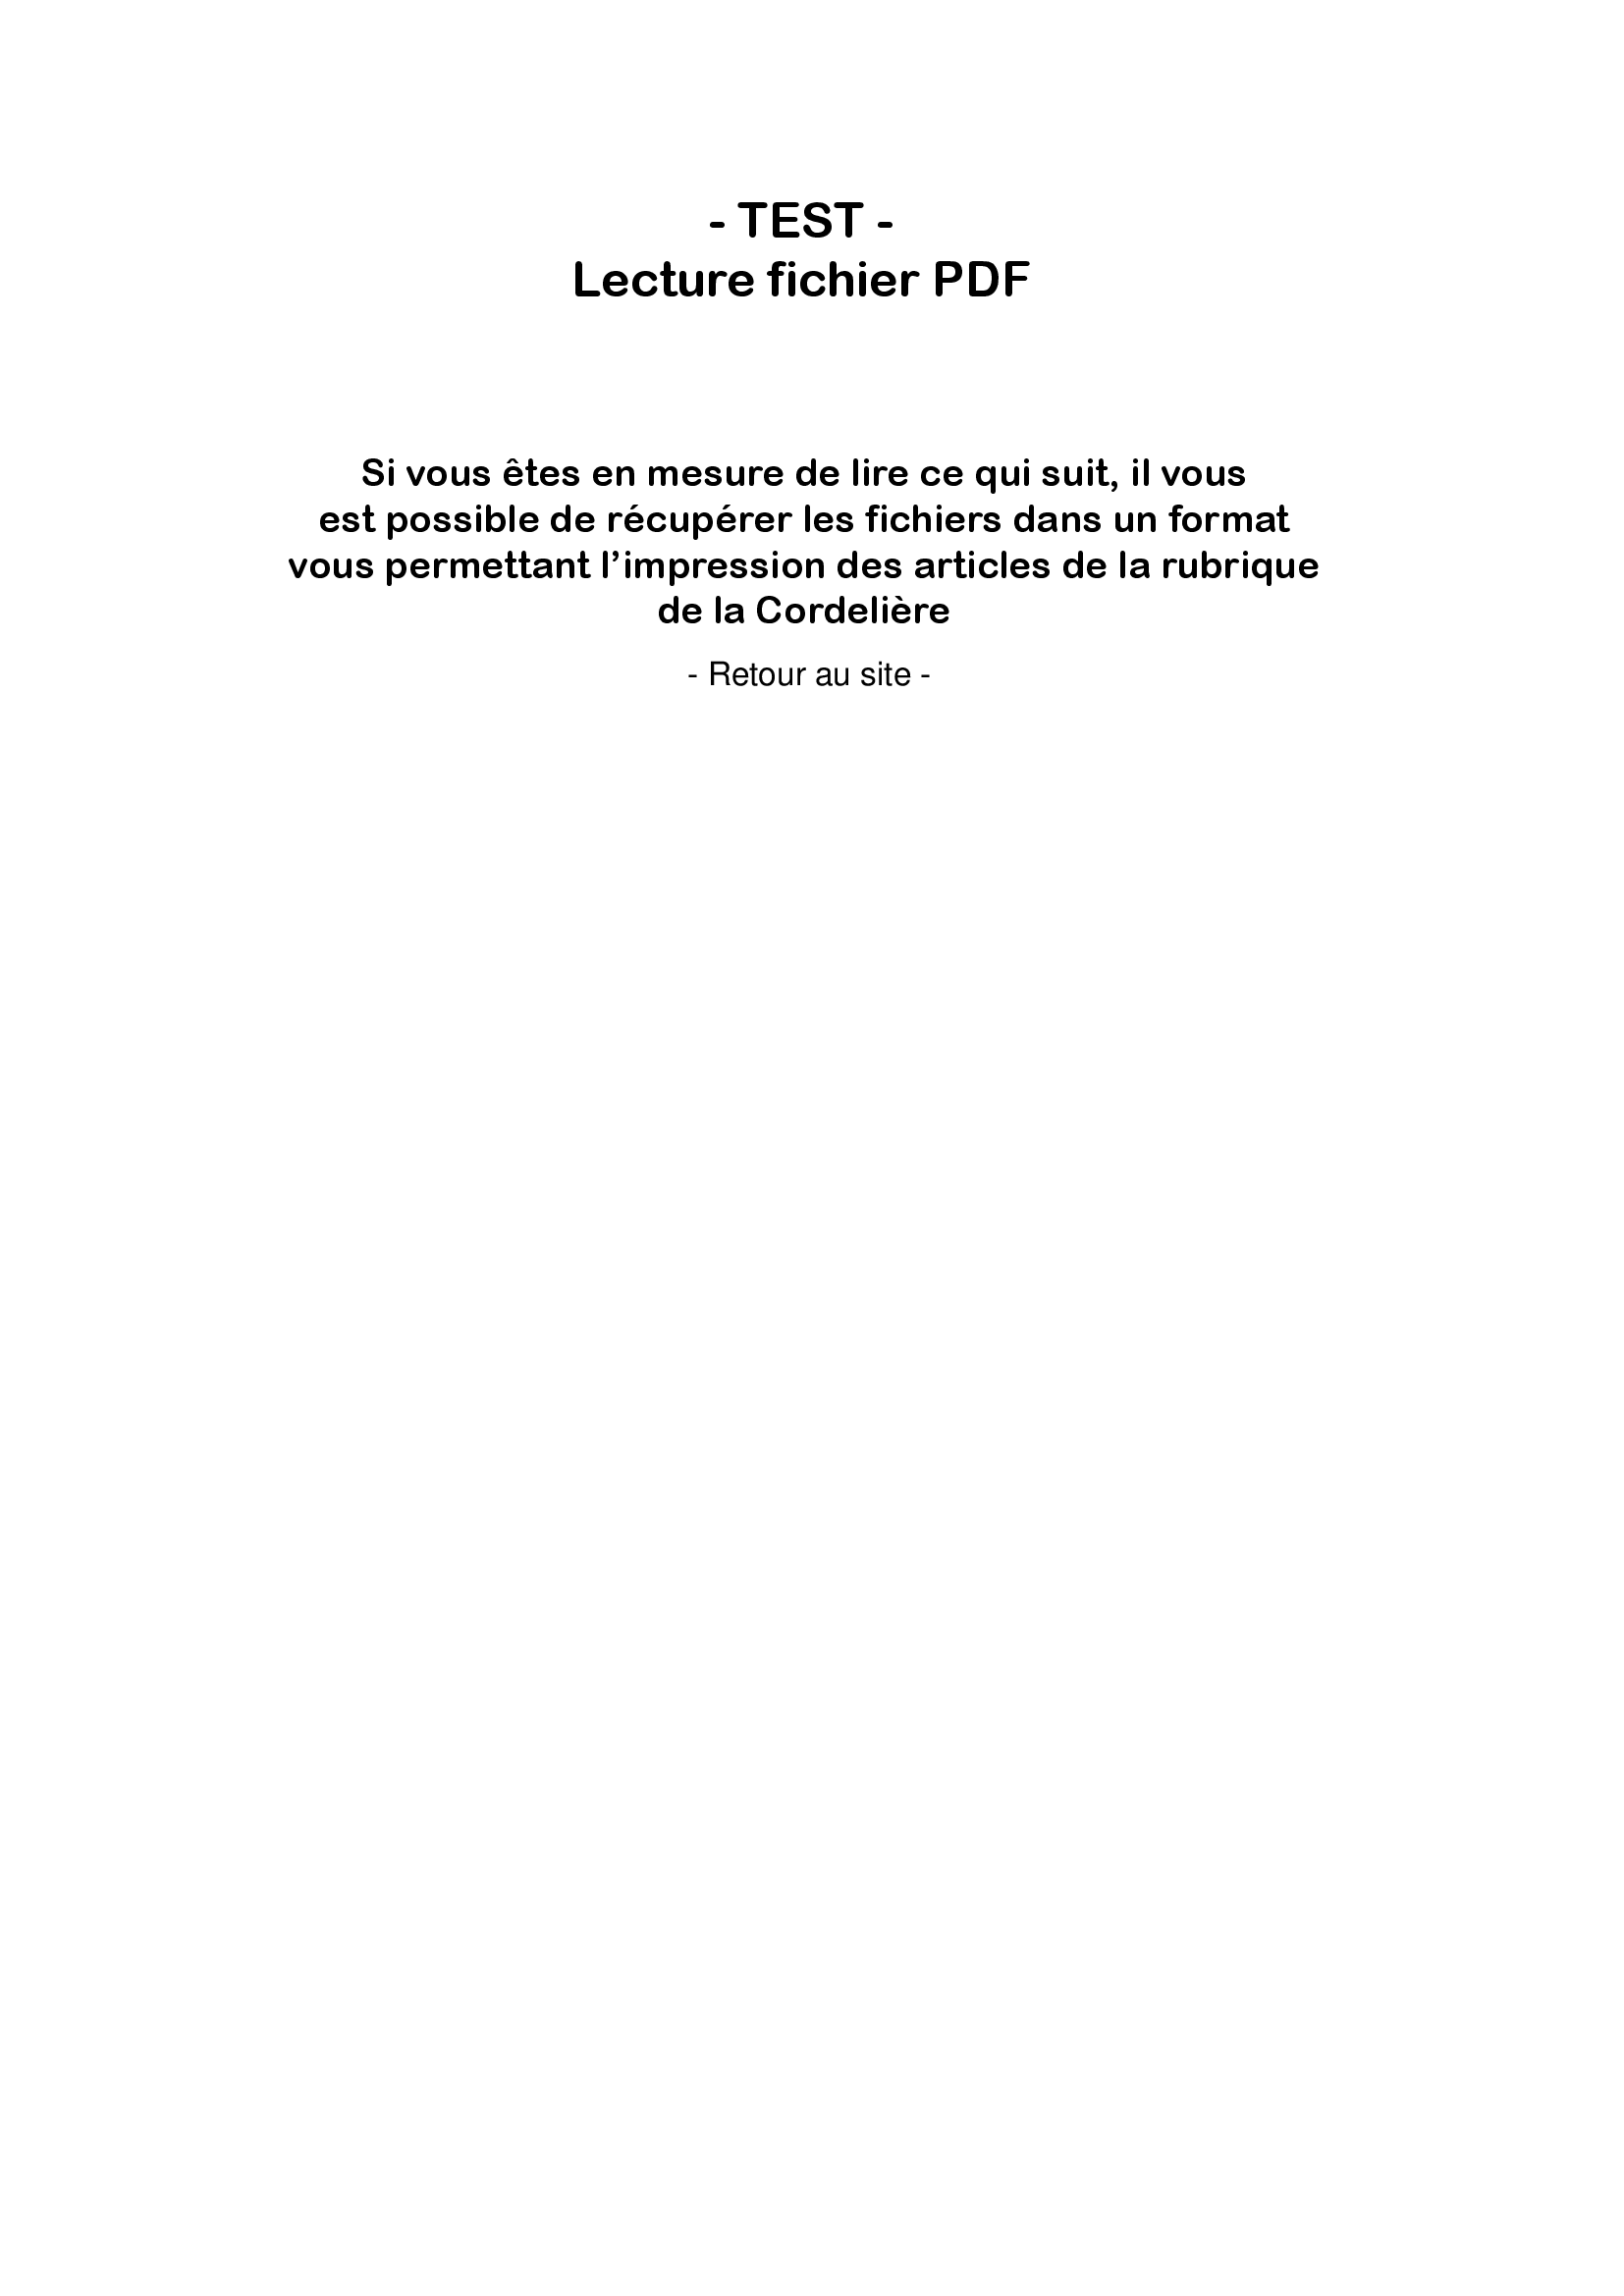 - TEST -
Lecture fichier PDF
Si vous êtes en mesure de lire ce qui suit, il vous
est possible de récupérer les fichiers dans un format
vous permettant l’impression des articles de la rubrique
de la Cordelière
- Retour au site -